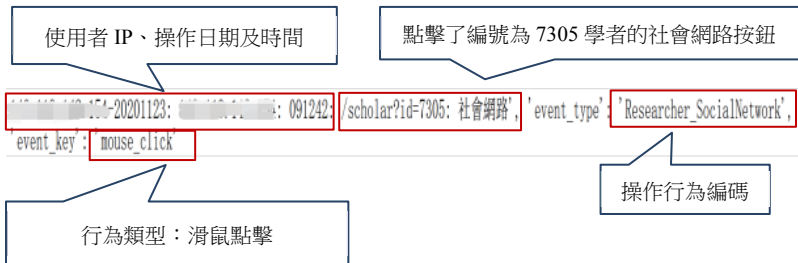 使用者 IP、操作日期及時間
點擊了編號為 7305 學者的社會網路按鈕
154-20201123: 091242: /scholar?id=7305: 社會網路', 'event_type': 'Researcher_SocialNetwork',
'event_key': 'mouse_click'
操作行為編碼
行為類型：滑鼠點擊